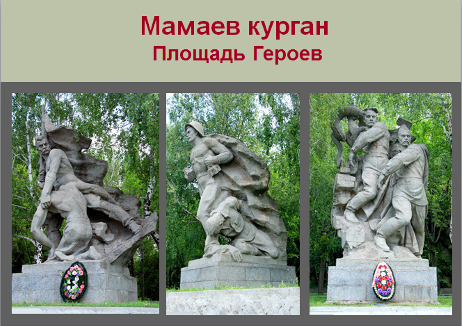 Мамаев курган
Площадь Героев